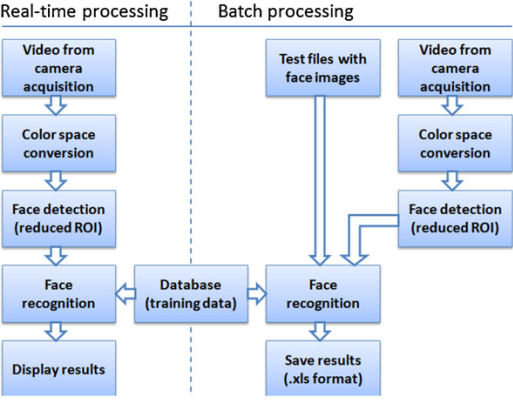 Real-time processing
Batch processing
Video from
camera
acquisition
Color space
conversion
Face detection
(reduced ROI)
Face
recognition
Display results
Database
(training data)
Test files with
face images
Face
recognition
Save results
(.xls format)
Video from
camera
acquisition
Color space
conversion
Face detection
(reduced ROI)